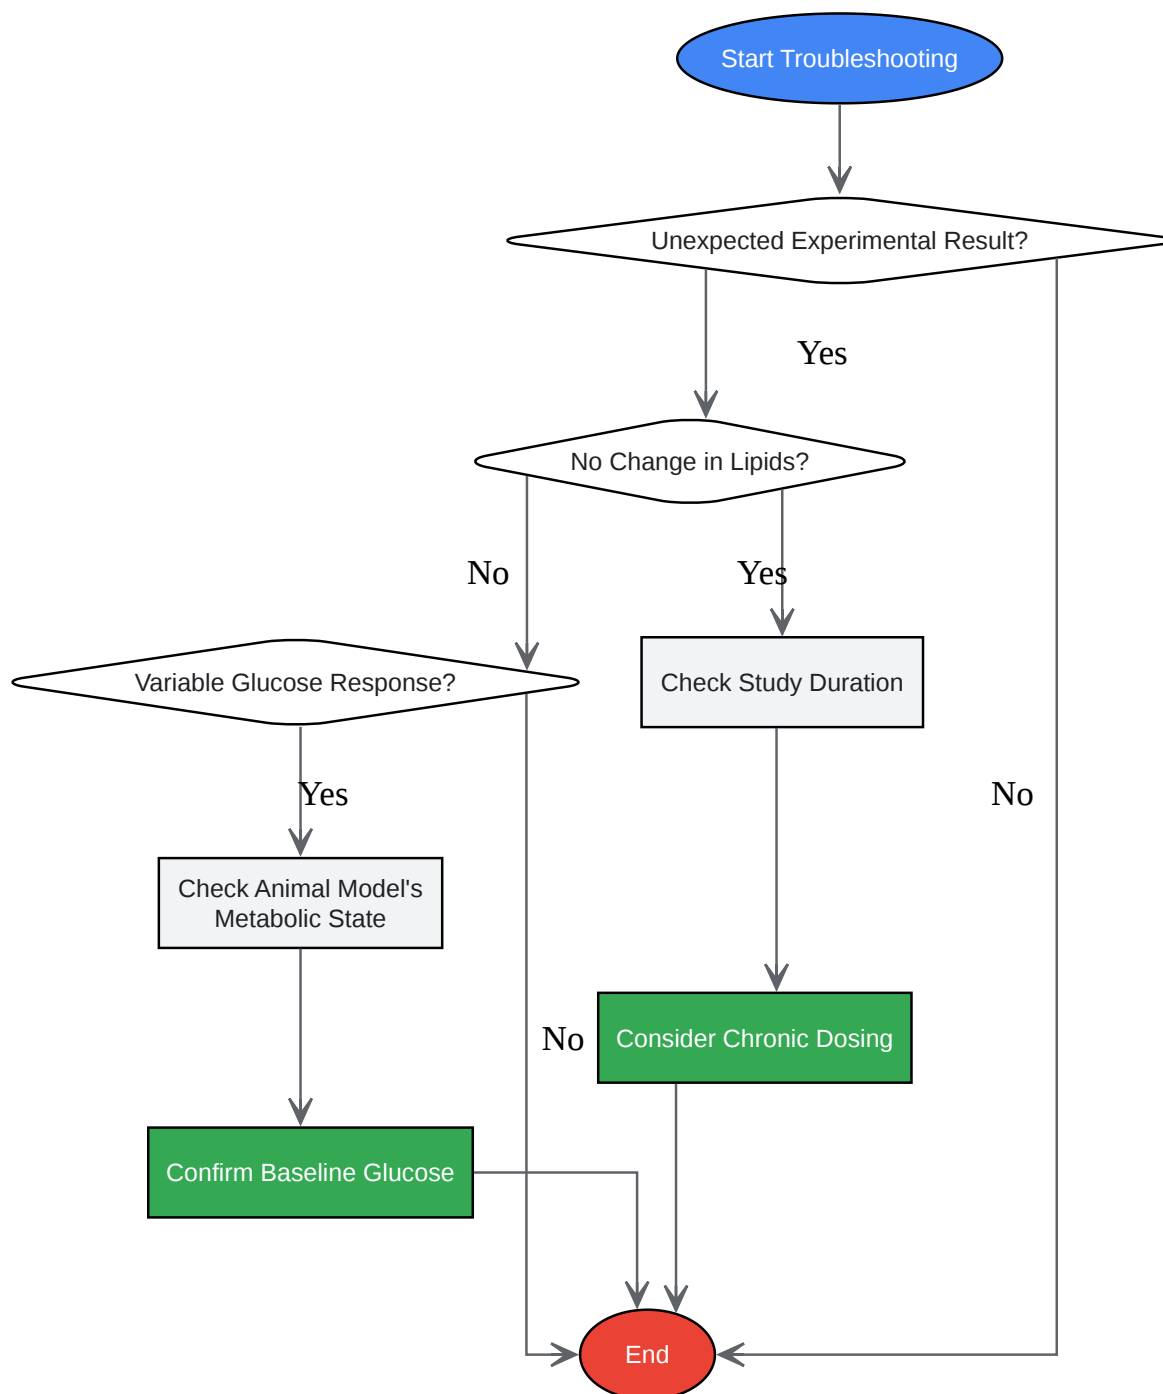 Start Troubleshooting
Unexpected Experimental Result?
Yes
No Change in Lipids?
No
Yes
Variable Glucose Response?
Check Study Duration
Yes
No
Check Animal Model's
Metabolic State
No
Consider Chronic Dosing
Confirm Baseline Glucose
End